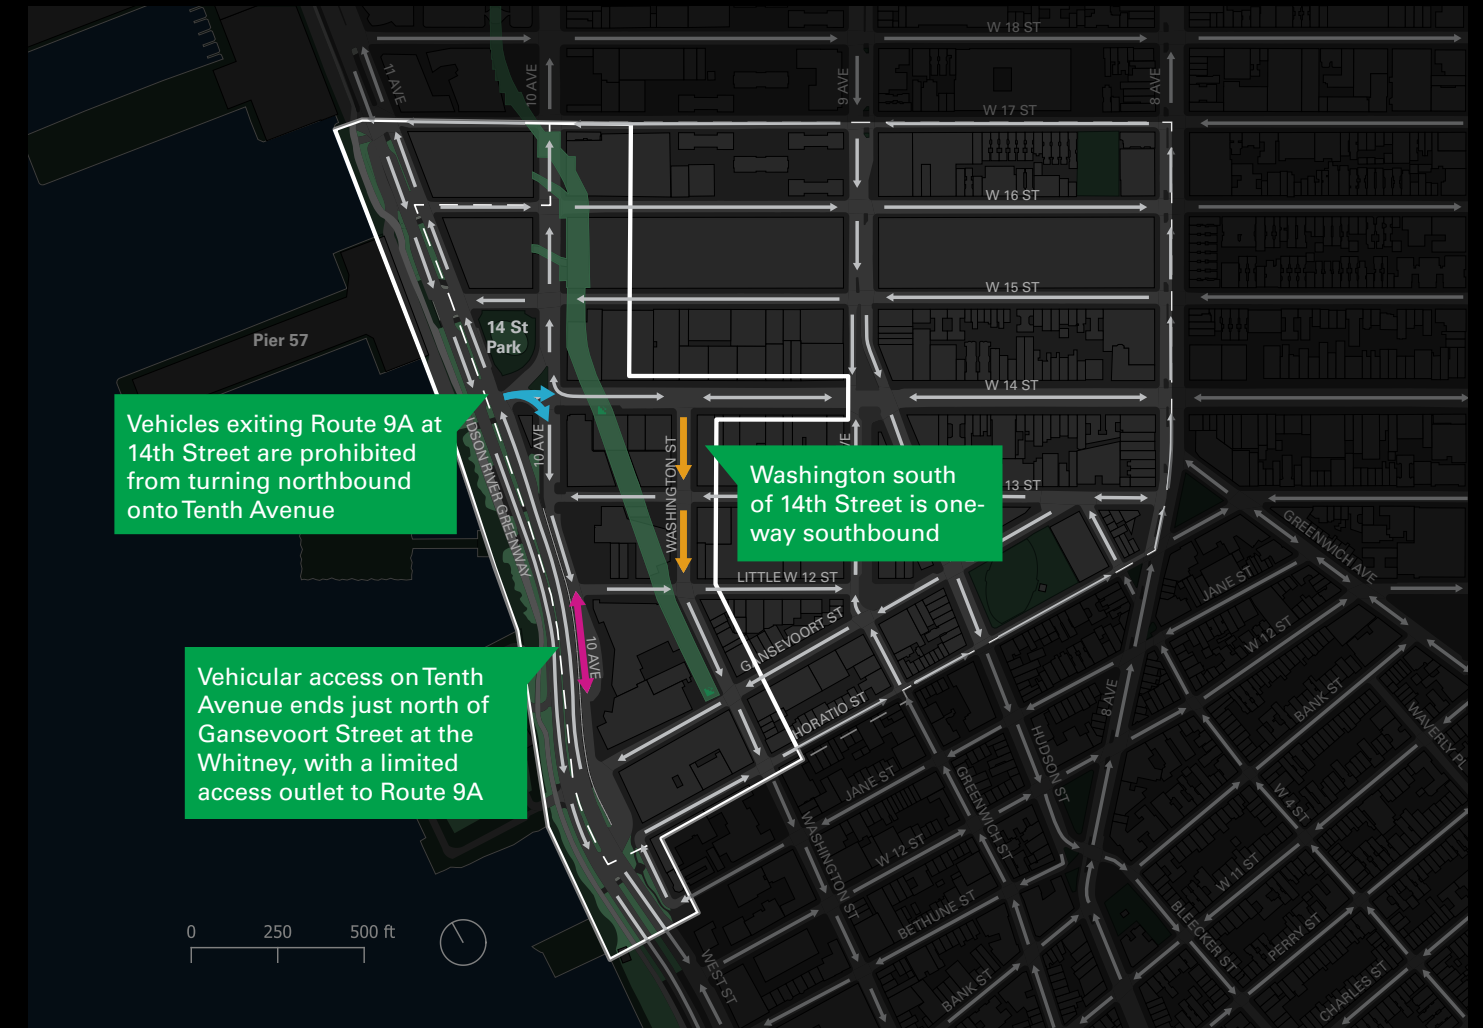 W 18 ST
11 AVE
10 AVE
9 AVE
8 AVE
W 17 ST
W 16 ST
W 15 ST
14 St
Park
Pier 57
W 14 ST
Vehicles exiting Route 9A at
14th Street are prohibited
from turning northbound
onto Tenth Avenue
IDSON RIVER GREENWAY
10 AVE
WASHINGTON ST
VE
Washington south
of 14th Street is one-
way southbound
13 ST
GREENWICH AVE
LITTLE W 12 ST
JANE ST
W 12 ST
GANSEVOORT ST
10 AVE
Vehicular access on Tenth
Avenue ends just north of
Gansevoort Street at the
Whitney, with a limited
access outlet to Route 9A
HORATIO ST
8 AVE
BANK ST
WAVERLY PL
HUDSON ST
JANE ST
GREENWICH ST
W 4 ST
WASHINGTON ST
W 12 ST
W 11 ST
BETHUNE ST
BLEECKER ST
PERRY ST
0 250 500 ft
WEST ST
BANK ST
CHARLES ST